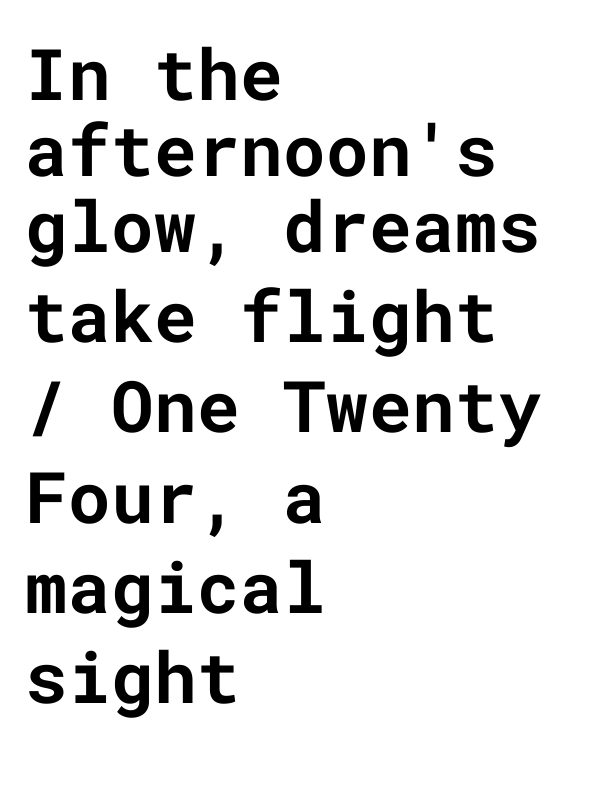 In the
afternoon's
glow, dreams
take flight
/ One Twenty
Four, a
magical
sight